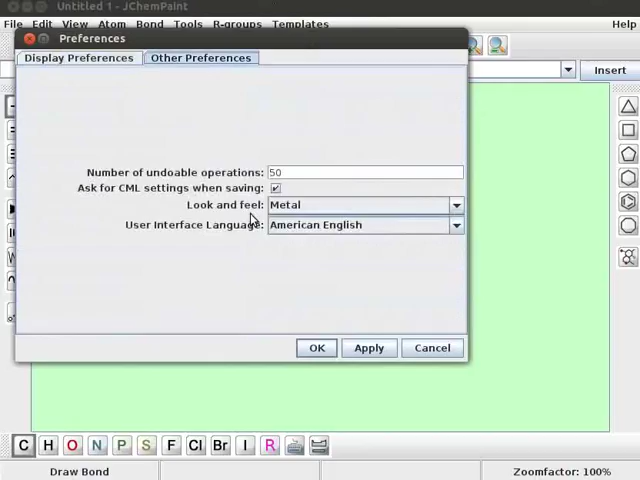 Untitled 1 - JChemPaint
File Edit View Atom Bond Tools R-groups Templates Help
Preferences
Display Preferences Other Preferences
Insert
Number of undoable operations: 50
Ask for CML settings when saving:
Look and feel: Metal
User Interface Language: American English
OK Apply Cancel
C H O N P S F Cl Br I R
Draw Bond Zoomfactor: 100%